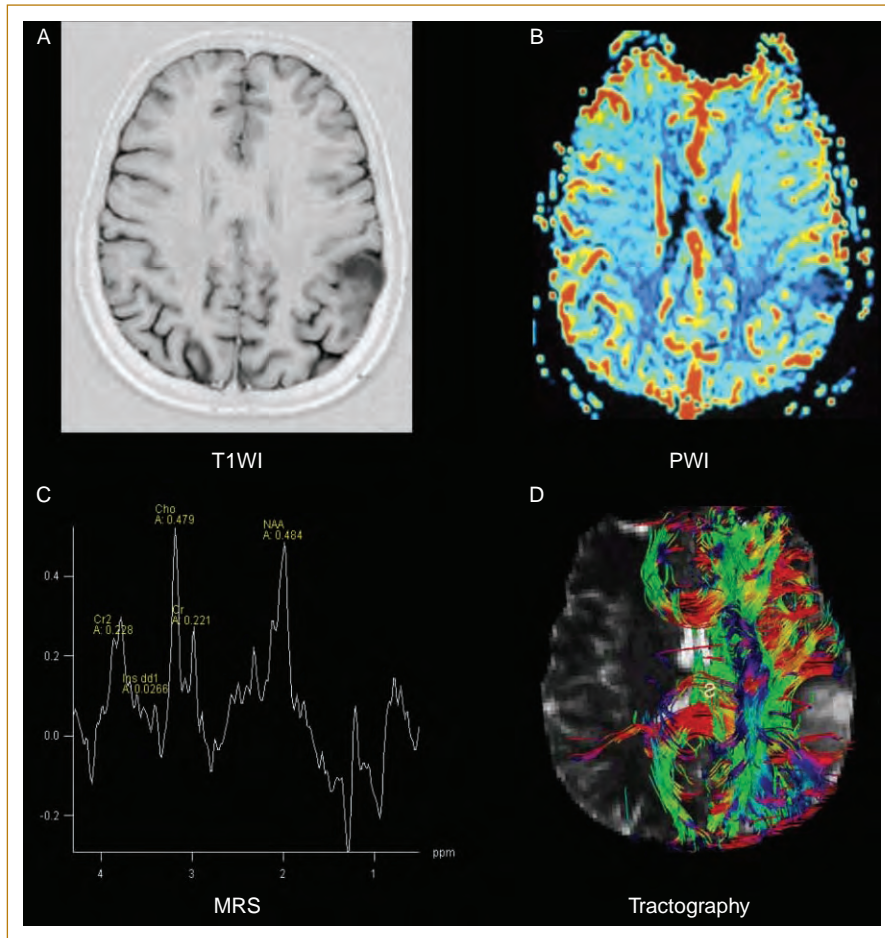 A
B
T1WI
PWI
C
D
Cho
A: 0.479
NAA
A: 0.484
0.4
Cr2
A: 0.228
Cr
A: 0.221
Ins dd1
A: 0.0266
0.2
0.0
-0.2
ppm
4 3 2 1
MRS
Tractography